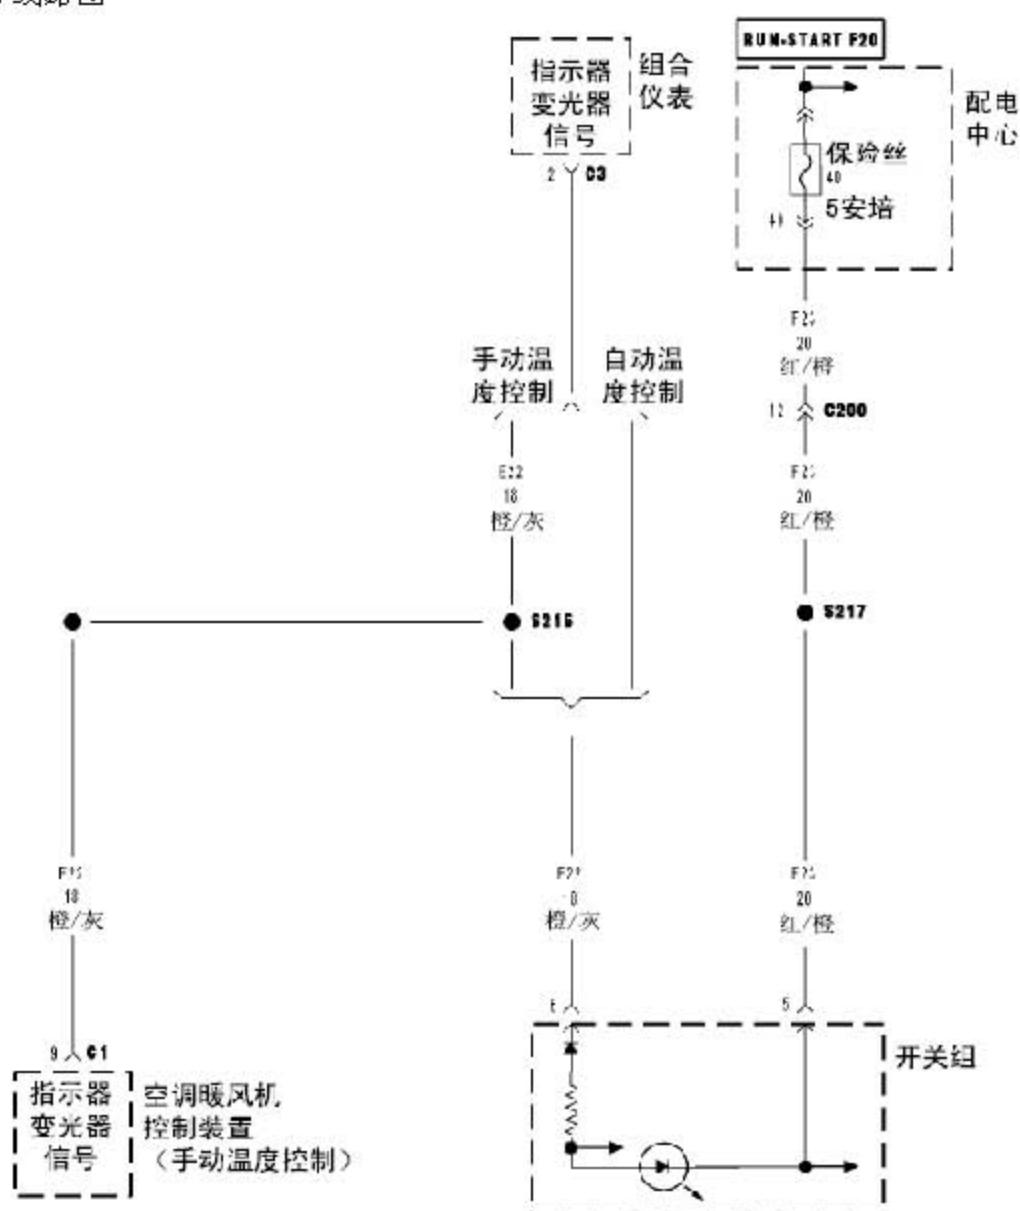 RUN-START F20
指示器
变光器
信号
组合
仪表
2
C3
配电
中心
保险丝
40
5安培
20
红/橙
手动温
度控制
自动温
度控制
12
C200
18
橙/灰
20
红/橙
S217
18
橙/灰
橙/灰
20
红/橙
5
9
C1
指示器
变光器
信号
空调暖风机
控制装置
（手动温度控制）
开关组